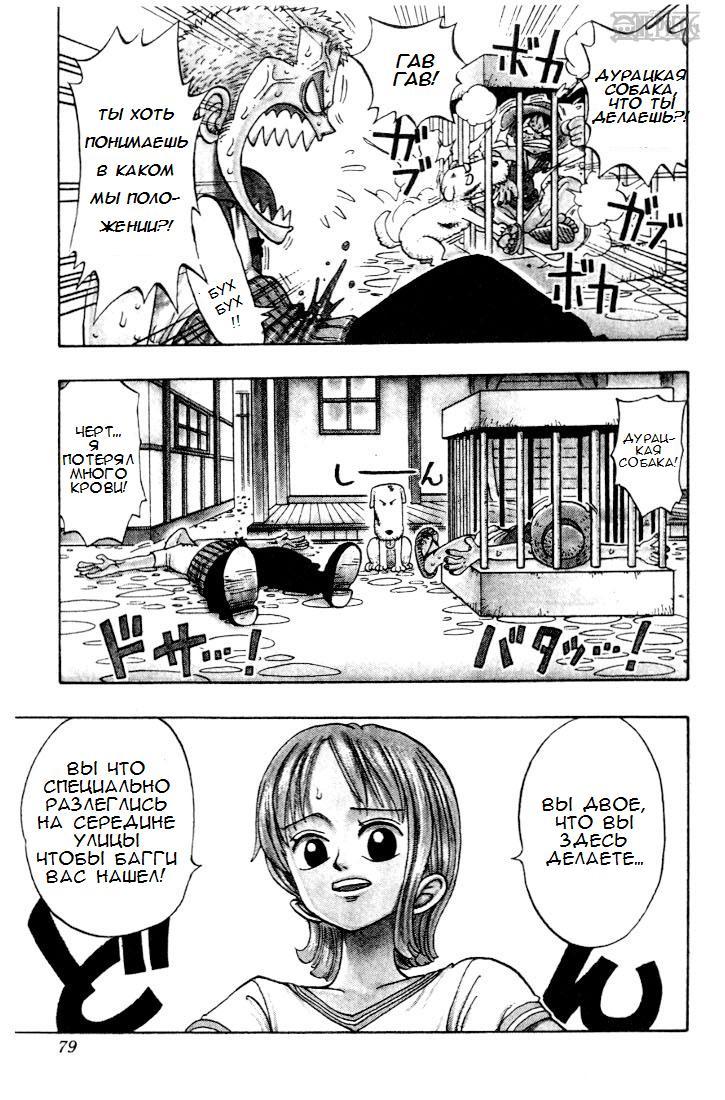 ДУРАЦКАЯ
СОБАКА,
ЧТО ТЫ
ДЕЛАЕШЬ?!
ボカ
ГАВ
ГАВ!
ガブ
ガブ
ボカ
ТЫ ХОТЬ
ПОНИМАЕШЬ
В КАКОМ
МЫ ПОЛО-
ЖЕНИИ?!
БУХ
БУХ
!!
ДУРАЦ-
КАЯ
СОБАКА!
しーん
ЧЕРТ...
Я
ПОТЕРЯЛ
МНОГО
КРОВИ!
バタッ…!
ドサ…!
ВЫ ДВОЕ,
ЧТО ВЫ
ЗДЕСЬ
ДЕЛАЕТЕ...
ВЫ ЧТО
СПЕЦИАЛЬНО
РАЗЛЕГЛИСЬ
НА СЕРЕДИНЕ
УЛИЦЫ
ЧТОБЫ БАГГИ
ВАС НАШЕЛ!
どん
79